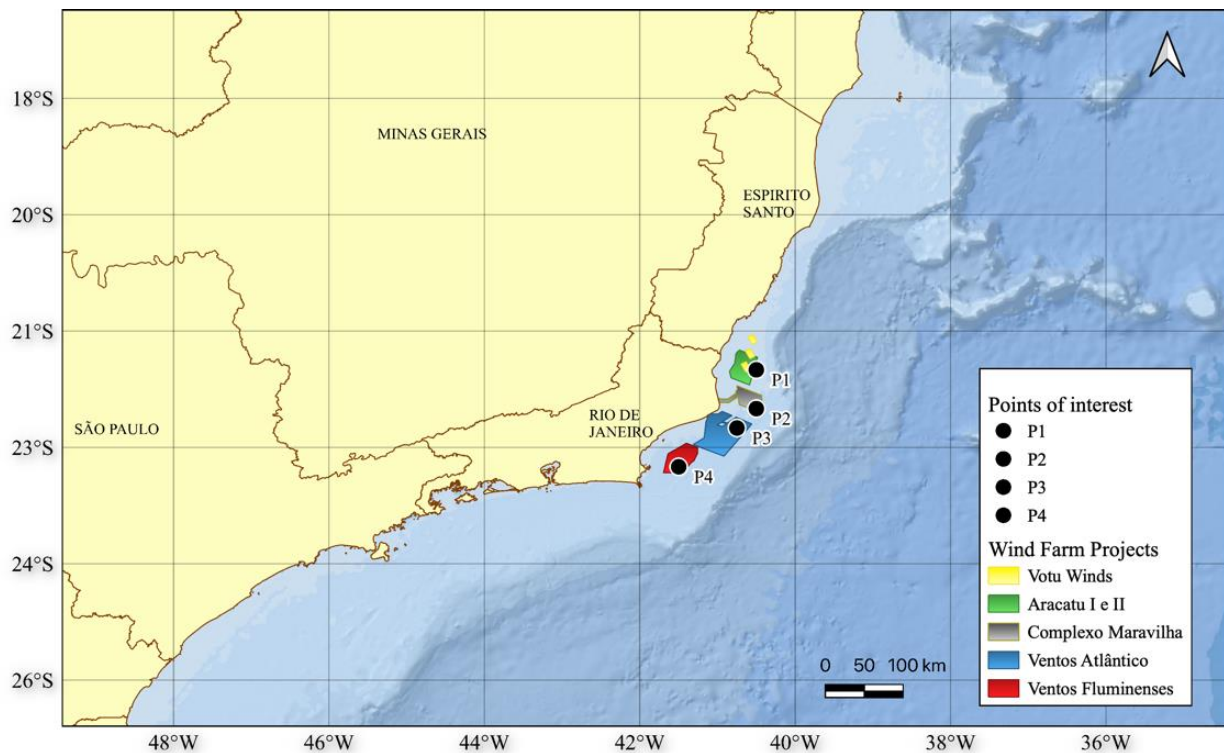 18°S
MINAS GERAIS
ESPIRITO
SANTO
20°S
21°S
P1
P2
RIO DE
JANEIRO
SÃO PAULO
P3
23°S
P4
24°S
26°S
Points of interest
P1
P2
P3
P4
Wind Farm Projects
Votu Winds
Aracatu I e II
Complexo Maravilha
Ventos Atlântico
Ventos Fluminenses
0 50 100 km
48°W 46°W 44°W 42°W 40°W 38°W 36°W